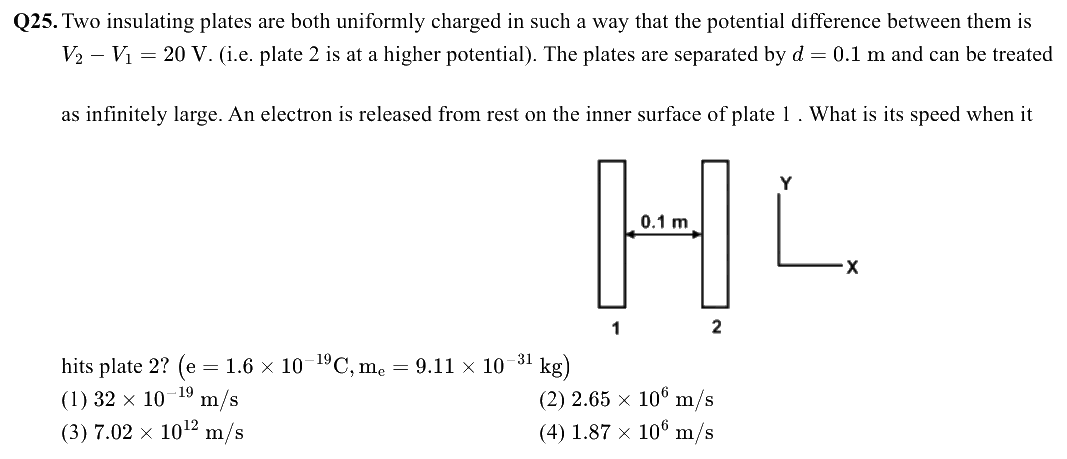 Q25. Two insulating plates are both uniformly charged in such a way that the potential difference between them is
V₂ − V₁ = 20 V. (i.e. plate 2 is at a higher potential). The plates are separated by d = 0.1 m and can be treated
as infinitely large. An electron is released from rest on the inner surface of plate 1 . What is its speed when it
Y
0.1 m
X
1 2
hits plate 2? (e = 1.6 × 10⁻¹⁹C, mₑ = 9.11 × 10⁻³¹ kg)
(1) 32 × 10⁻¹⁹ m/s (2) 2.65 × 10⁶ m/s
(3) 7.02 × 10¹² m/s (4) 1.87 × 10⁶ m/s